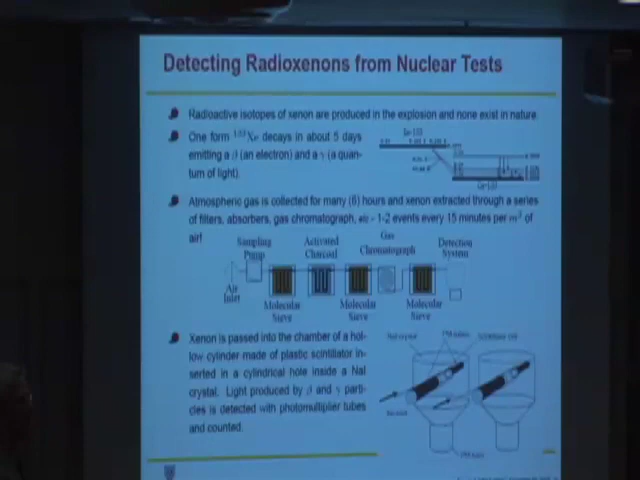 Detecting Radioxenons from Nuclear Tests
Radioactive isotopes of xenon are produced in the explosion and none exist in nature.
One form ¹³³Xe decays in about 5 days
emitting a β (an electron) and a γ (a quan-
tum of light).
Atmospheric gas is collected for many (6) hours and xenon extracted through a series
of filters, absorbers, gas chromatograph, etc - 1-2 events every 15 minutes per m³ of
air!
Sampling
Pump
Activated
Charcoal
Gas
Chromatograph
Detection
System
Air
Inlet
Molecular
Sieve
Molecular
Sieve
Molecular
Sieve
Xenon is passed into the chamber of a hol-
low cylinder made of plastic scintillator in-
serted in a cylindrical hole inside a NaI
crystal. Light produced by β and γ parti-
cles is detected with photomultiplier tubes
and counted.